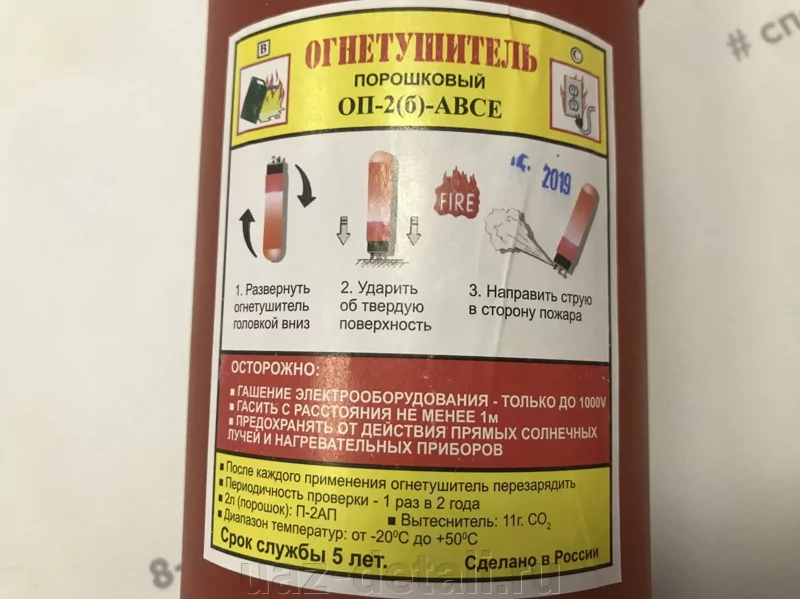 # СП
В
ОГНЕТУШИТЕЛЬ
С
ПОРОШКОВЫЙ
ОП-2(б)-АВСЕ
2019
FIRE
1. Развернуть
огнетушитель
головкой вниз
2. Ударить
об твердую
поверхность
3. Направить струю
в сторону пожара
ОСТОРОЖНО:
▪ ГАШЕНИЕ ЭЛЕКТРООБОРУДОВАНИЯ - ТОЛЬКО ДО 1000V
▪ ГАСИТЬ С РАССТОЯНИЯ НЕ МЕНЕЕ 1м
▪ ПРЕДОХРАНЯТЬ ОТ ДЕЙСТВИЯ ПРЯМЫХ СОЛНЕЧНЫХ
ЛУЧЕЙ И НАГРЕВАТЕЛЬНЫХ ПРИБОРОВ
▪ После каждого применения огнетушитель перезарядить
▪ Периодичность проверки - 1 раз в 2 года
▪ 2л (порошок): П-2АП ▪ Вытеснитель: 11г. CO₂
▪ Диапазон температур: от -20⁰С до +50⁰С
Срок службы 5 лет. Сделано в России
uaz-detali.ru